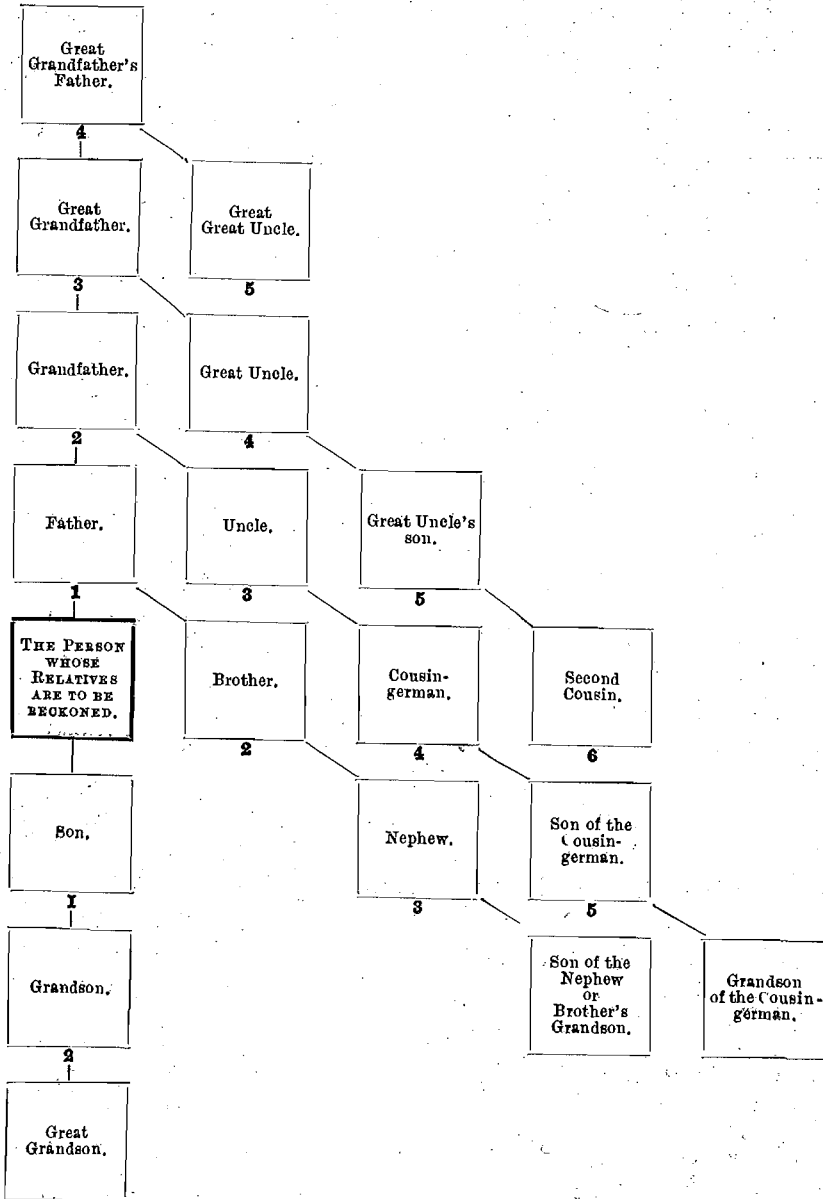 Great
Grandfather's
Father.
4
Great
Grandfather.
Great
Great Uncle.
3
5
Grandfather.
Great Uncle.
2
4
Father.
Uncle.
Great Uncle's
son.
1
3
5
THE PERSON
WHOSE
RELATIVES
ARE TO BE
RECKONED.
Brother.
Cousin-
german.
Second
Cousin.
2
4
6
Son.
Nephew.
Son of the
Cousin-
german.
1
3
5
Grandson.
Son of the
Nephew
or
Brother's
Grandson.
Grandson
of the Cousin-
german.
2
Great
Grandson.